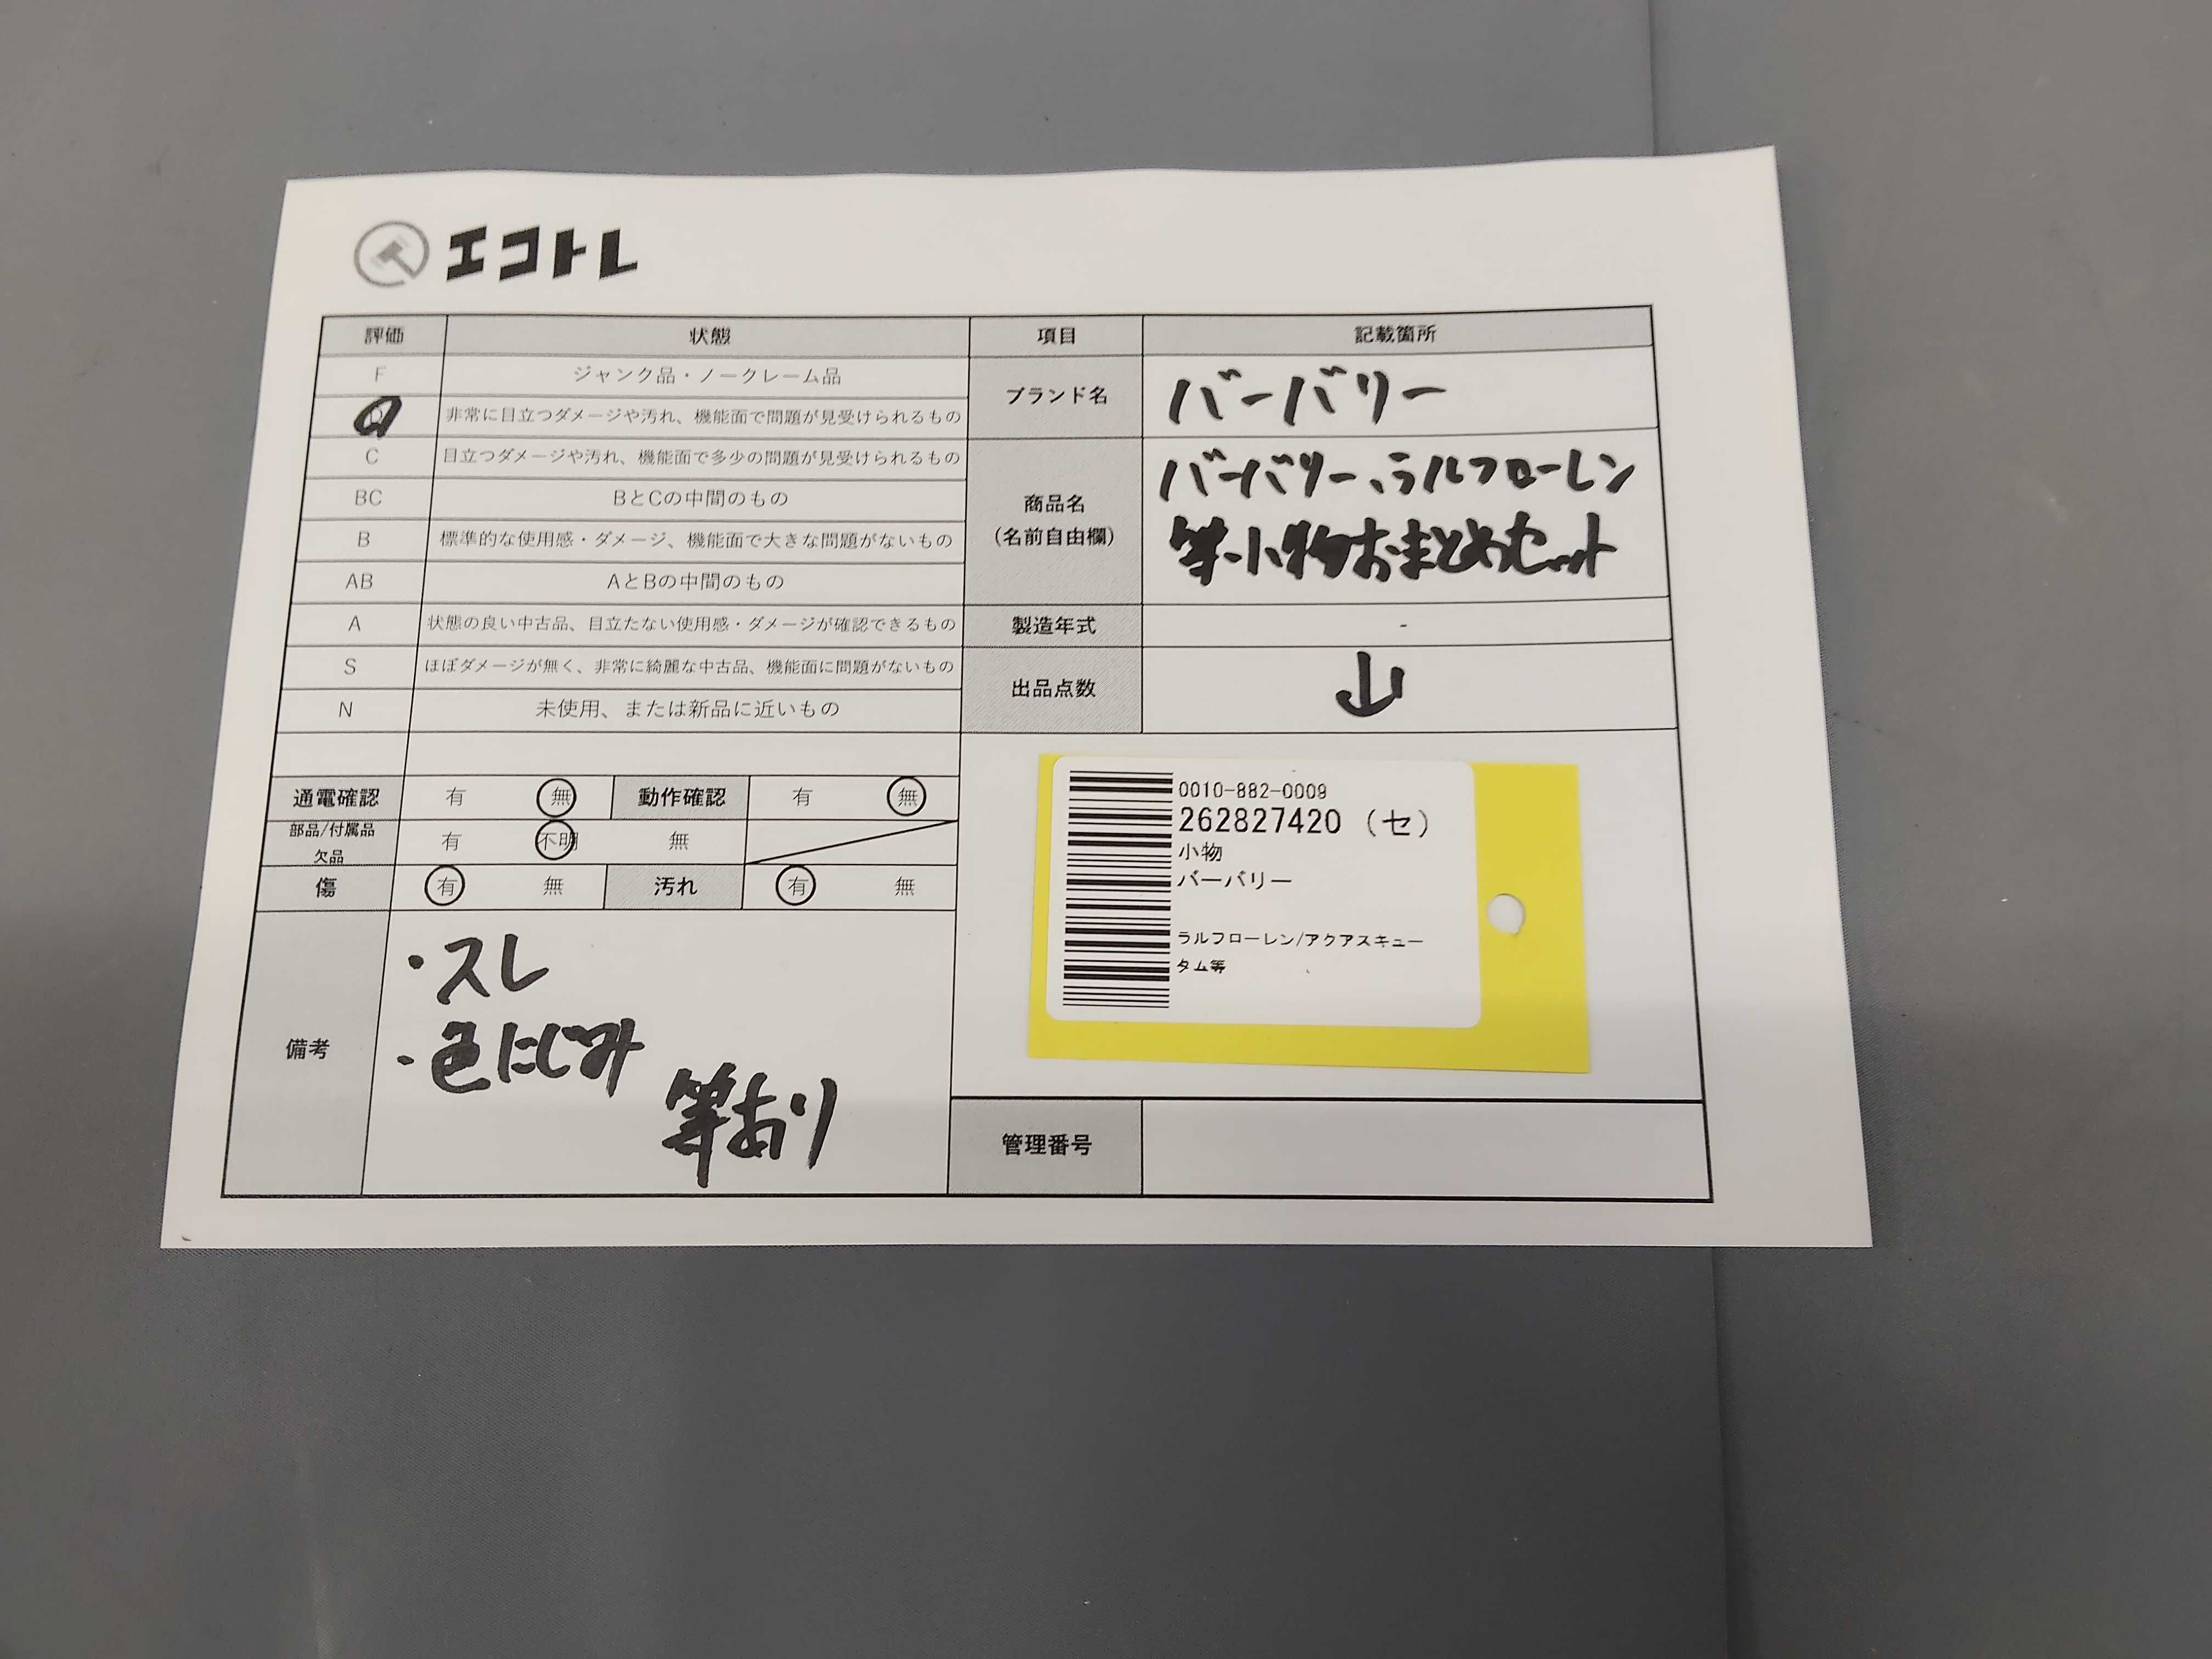 エコトレ
評価 状態 項目 記載箇所
F ジャンク品・ノークレーム品
D 非常に目立つダメージや汚れ、機能面で問題が見受けられるもの
C 目立つダメージや汚れ、機能面で多少の問題が見受けられるもの
BC BとCの中間のもの
B 標準的な使用感・ダメージ、機能面で大きな問題がないもの
AB AとBの中間のもの
A 状態の良い中古品、目立たない使用感・ダメージが確認できるもの
S ほぼダメージが無く、非常に綺麗な中古品、機能面に問題がないもの
N 未使用、または新品に近いもの
ブランド名 バーバリー
商品名
(名前自由欄)
バーバリー、ラルフローレン
等小物おまとめセット
製造年式 -
出品点数
通電確認 有 無 動作確認 有 無
部品/付属品
欠品
有 不明 無
傷 有 無 汚れ 有 無
備考
・スレ
・色にじみ
等あり
0010-882-0009
262827420 (セ)
小物
バーバリー
ラルフローレン/アクアスキュー
タム等
管理番号